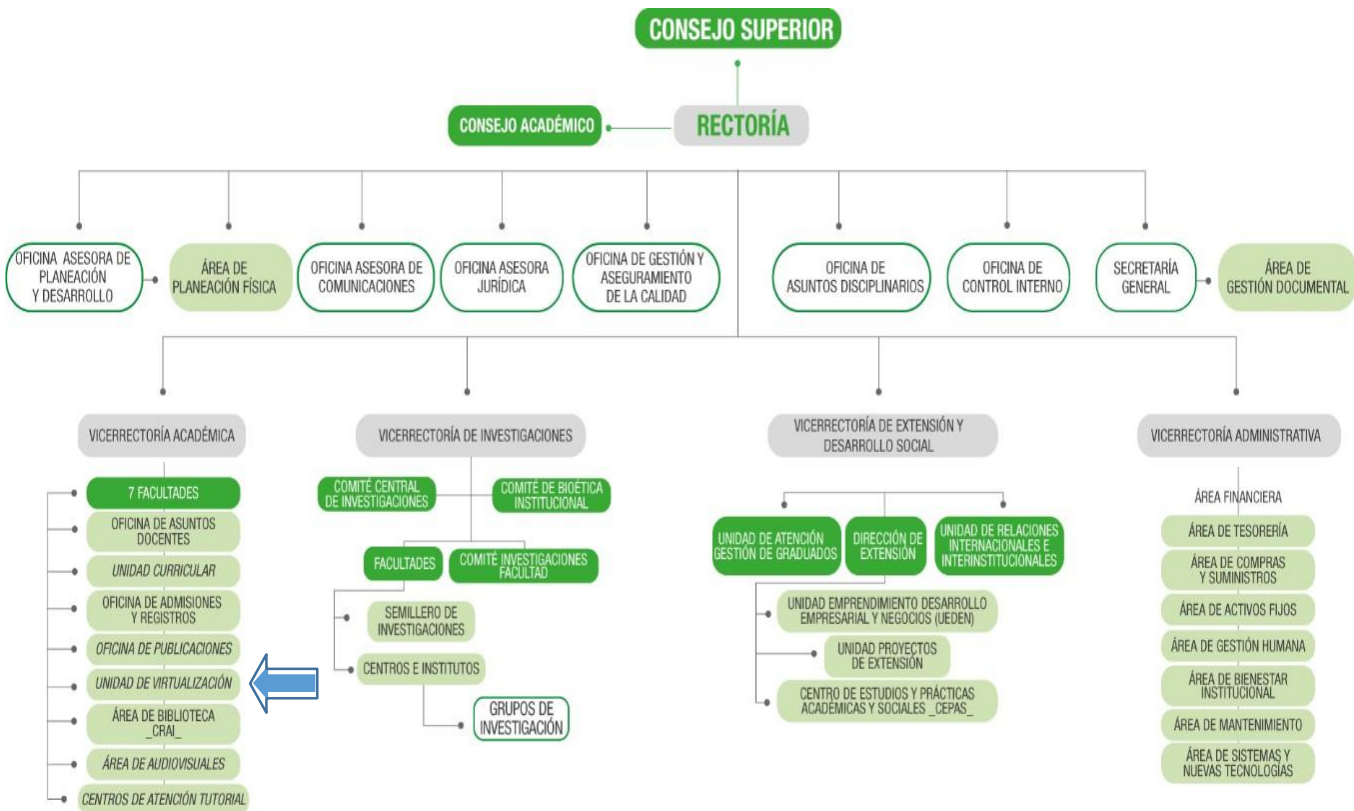 CONSEJO SUPERIOR
CONSEJO ACADÉMICO
RECTORÍA
OFICINA ASESORA DE
PLANEACIÓN
Y DESARROLLO
ÁREA DE
PLANEACIÓN FÍSICA
OFICINA ASESORA DE
COMUNICACIONES
OFICINA ASESORA
JURÍDICA
OFICINA DE GESTIÓN Y
ASEGURAMIENTO
DE LA CALIDAD
OFICINA DE
ASUNTOS DISCIPLINARIOS
OFICINA DE
CONTROL INTERNO
SECRETARÍA
GENERAL
ÁREA DE
GESTIÓN DOCUMENTAL
VICERRECTORÍA ACADÉMICA
7 FACULTADES
OFICINA DE ASUNTOS
DOCENTES
UNIDAD CURRICULAR
OFICINA DE ADMISIONES
Y REGISTROS
OFICINA DE PUBLICACIONES
UNIDAD DE VIRTUALIZACIÓN
ÁREA DE BIBLIOTECA
_CRAI_
ÁREA DE AUDIOVISUALES
CENTROS DE ATENCIÓN TUTORIAL
VICERRECTORÍA DE INVESTIGACIONES
COMITÉ CENTRAL
DE INVESTIGACIONES
COMITÉ DE BIOÉTICA
INSTITUCIONAL
FACULTADES
COMITÉ INVESTIGACIONES
FACULTAD
SEMILLERO DE
INVESTIGACIONES
CENTROS E INSTITUTOS
GRUPOS DE
INVESTIGACIÓN
VICERRECTORÍA DE EXTENSIÓN Y
DESARROLLO SOCIAL
UNIDAD DE ATENCIÓN
GESTIÓN DE GRADUADOS
DIRECCIÓN DE
EXTENSIÓN
UNIDAD DE RELACIONES
INTERNACIONALES E
INTERINSTITUCIONALES
UNIDAD EMPRENDIMIENTO DESARROLLO
EMPRESARIAL Y NEGOCIOS (UEDEN)
UNIDAD PROYECTOS
DE EXTENSIÓN
CENTRO DE ESTUDIOS Y PRÁCTICAS
ACADÉMICAS Y SOCIALES _CEPAS_
VICERRECTORÍA ADMINISTRATIVA
ÁREA FINANCIERA
ÁREA DE TESORERÍA
ÁREA DE COMPRAS
Y SUMINISTROS
ÁREA DE ACTIVOS FIJOS
ÁREA DE GESTIÓN HUMANA
ÁREA DE BIENESTAR
INSTITUCIONAL
ÁREA DE MANTENIMIENTO
ÁREA DE SISTEMAS Y
NUEVAS TECNOLOGÍAS